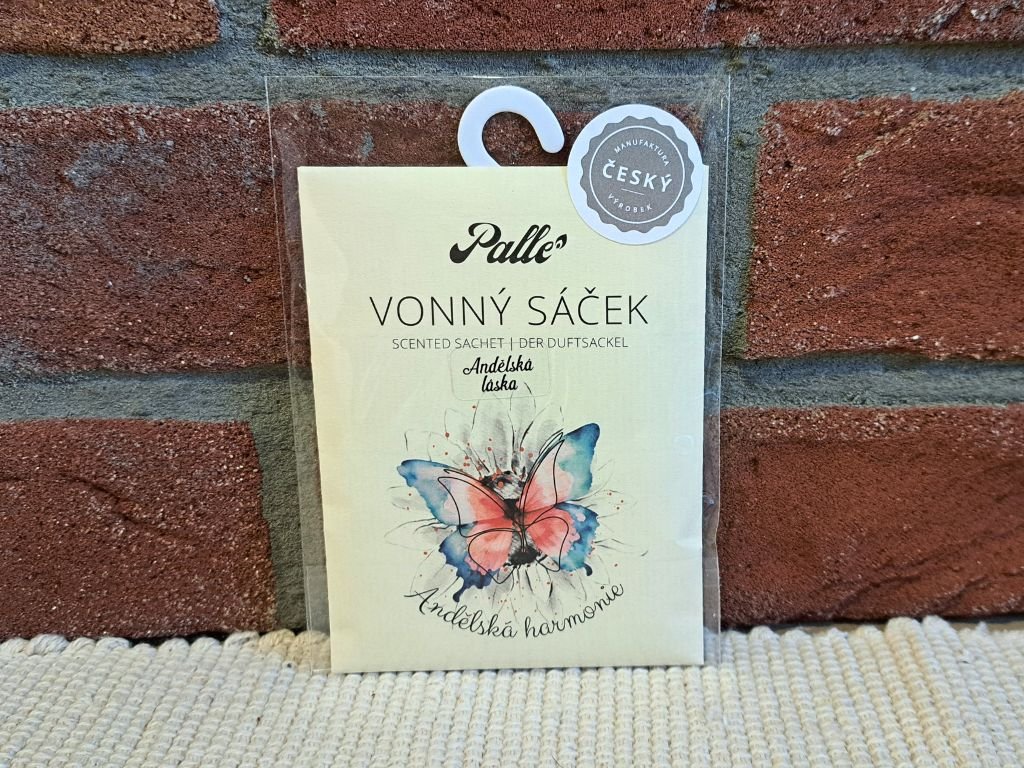 MANUFAKTURA
ČESKÝ
VÝROBEK
Palle
VONNÝ SÁČEK
SCENTED SACHET | DER DUFTSACKEL
Andělská
láska
Andělská harmonie